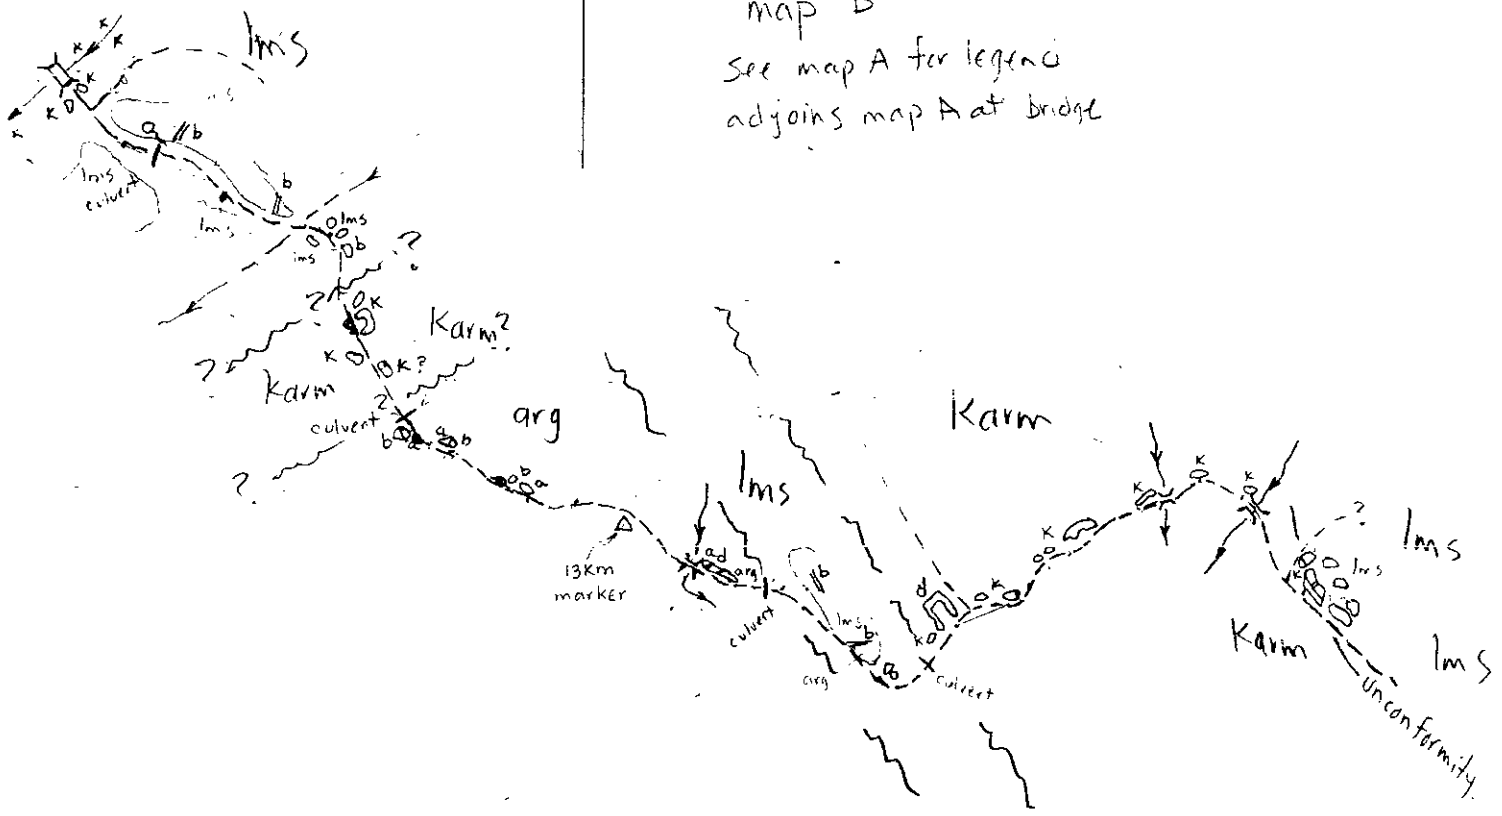 map B
see map A for legend
adjoins map A at bridge
lms
K
K
K
K
K
K
a
b
lms
culvert
lms
b
lms
lms
b
?
?
K
Karm?
K
K?
?
Karm
?
culvert
b
a
a
b
arg
?
b
a
lms
Karm
13Km
marker
a
d
arg
culvert
b
lms
b
arg
d
K
culvert
K
K
K
K
K
?
lms
K
lms
Karm
lms
unconformity